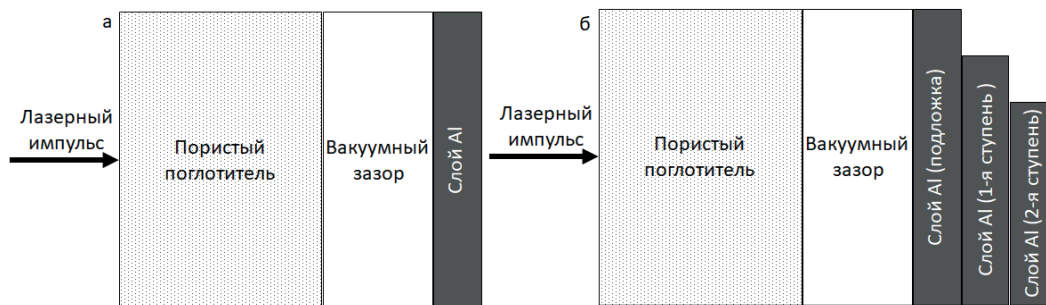 а
Лазерный
импульс
Пористый
поглотитель
Вакуумный
зазор
Слой Al
б
Лазерный
импульс
Пористый
поглотитель
Вакуумный
зазор
Слой Al (подложка)
Слой Al (1-я ступень )
Слой Al (2-я ступень)